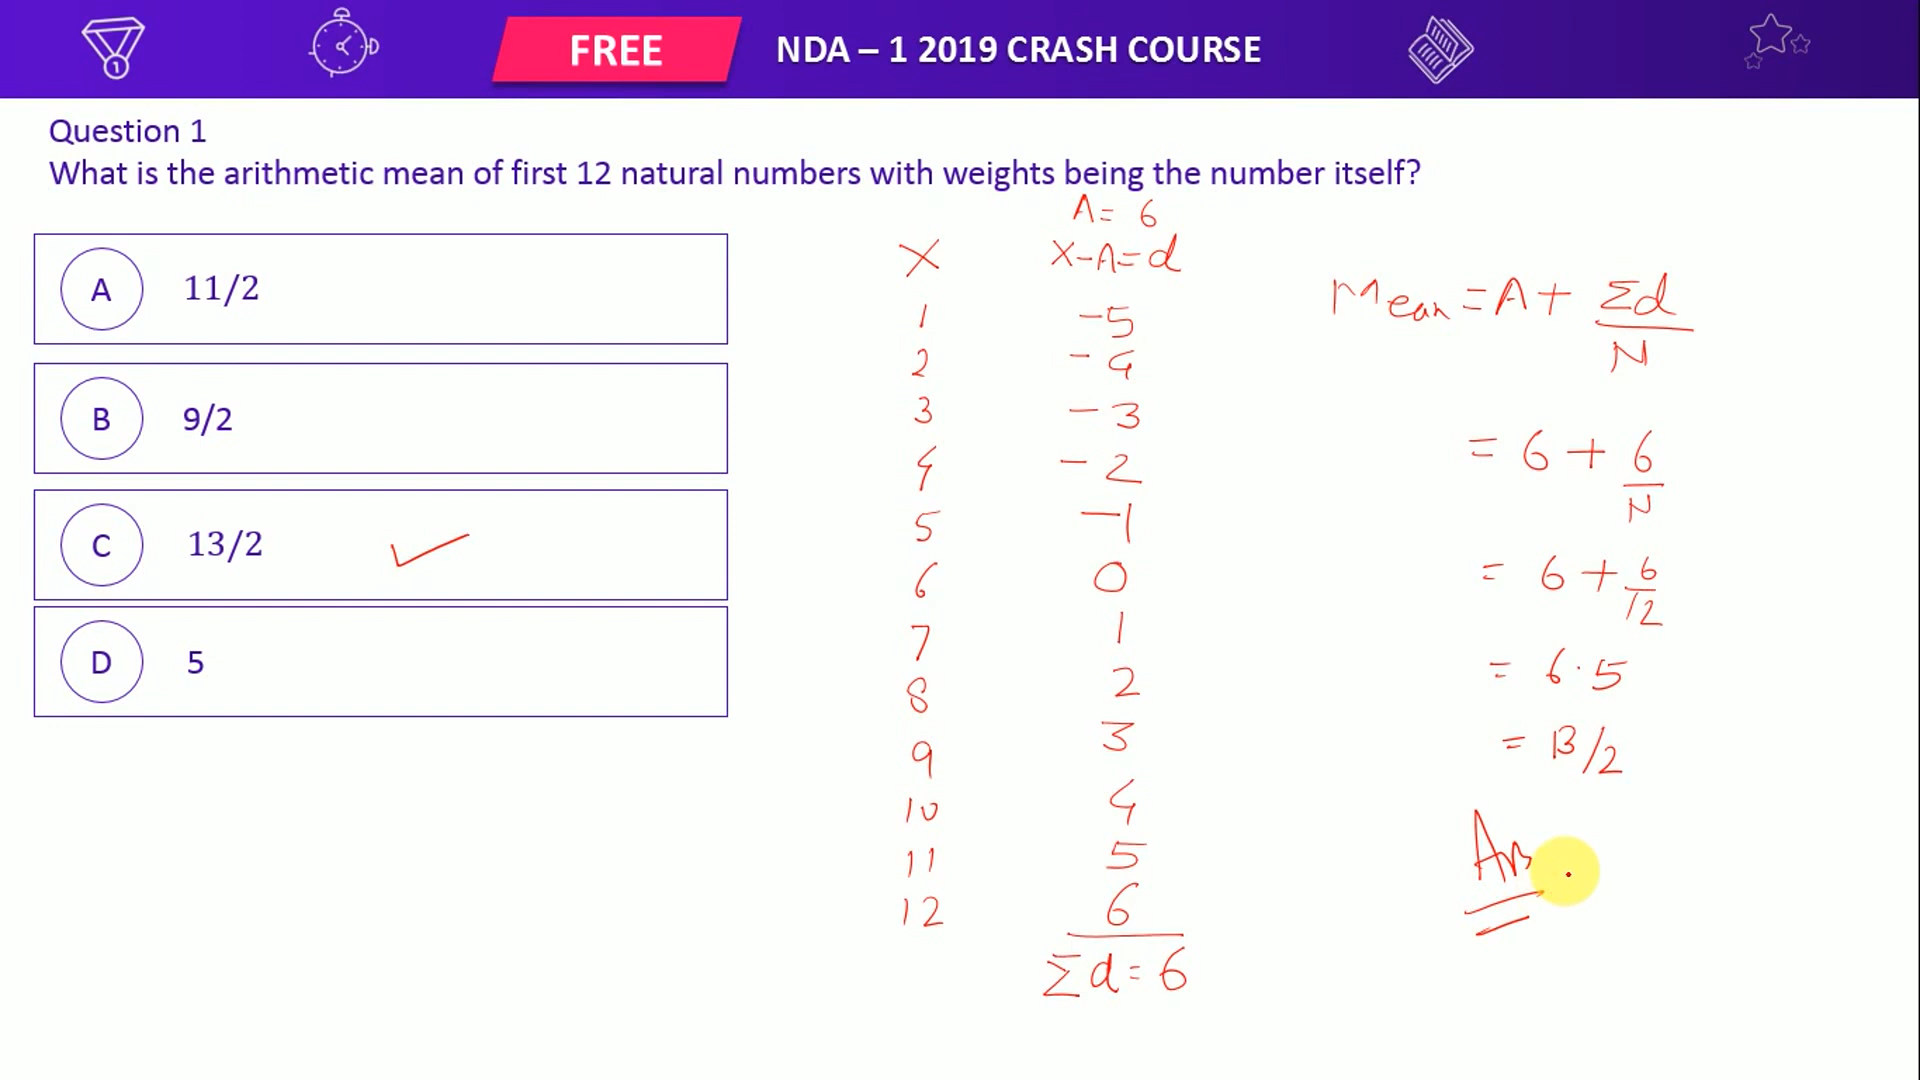 FREE
NDA – 1 2019 CRASH COURSE
Question 1
What is the arithmetic mean of first 12 natural numbers with weights being the number itself?
A 11/2
B 9/2
C 13/2
D 5
A = 6
X X-A=d
1 -5
2 -4
3 -3
4 -2
5 -1
6 0
7 1
8 2
9 3
10 4
11 5
12 6
Σd = 6
Mean = A + Σd/N
= 6 + 6/N
= 6 + 6/12
= 6.5
= 13/2
Ans
1